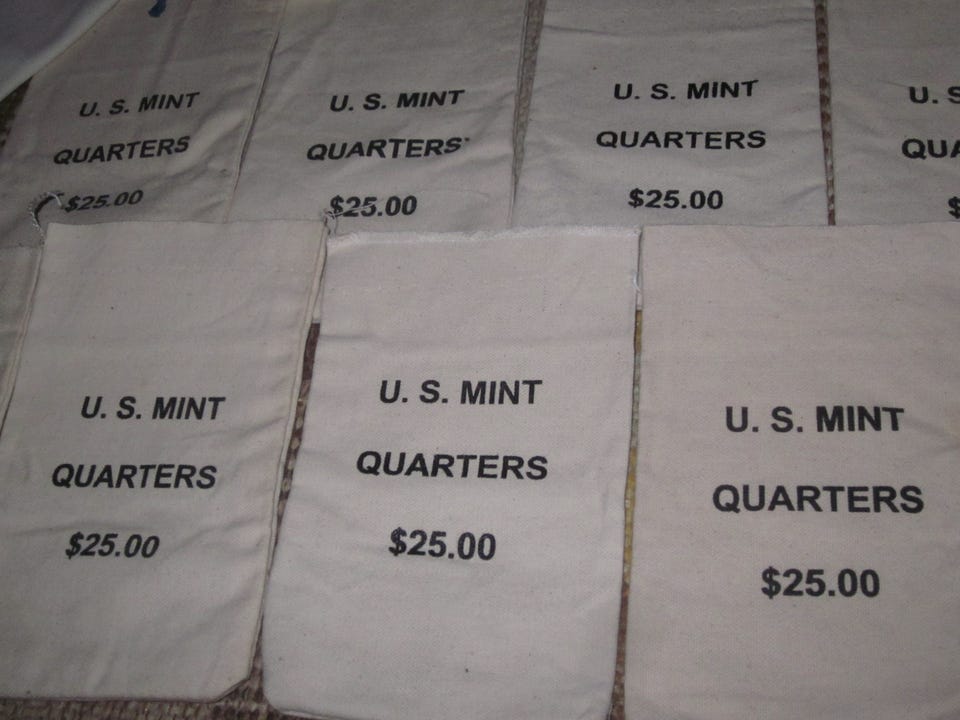 U. S. MINT
QUARTERS
$25.00
U. S. MINT
QUARTERS
$25.00
U. S. MINT
QUARTERS
$25.00
U. S
QUA
$
U. S. MINT
QUARTERS
$25.00
U. S. MINT
QUARTERS
$25.00
U. S. MINT
QUARTERS
$25.00